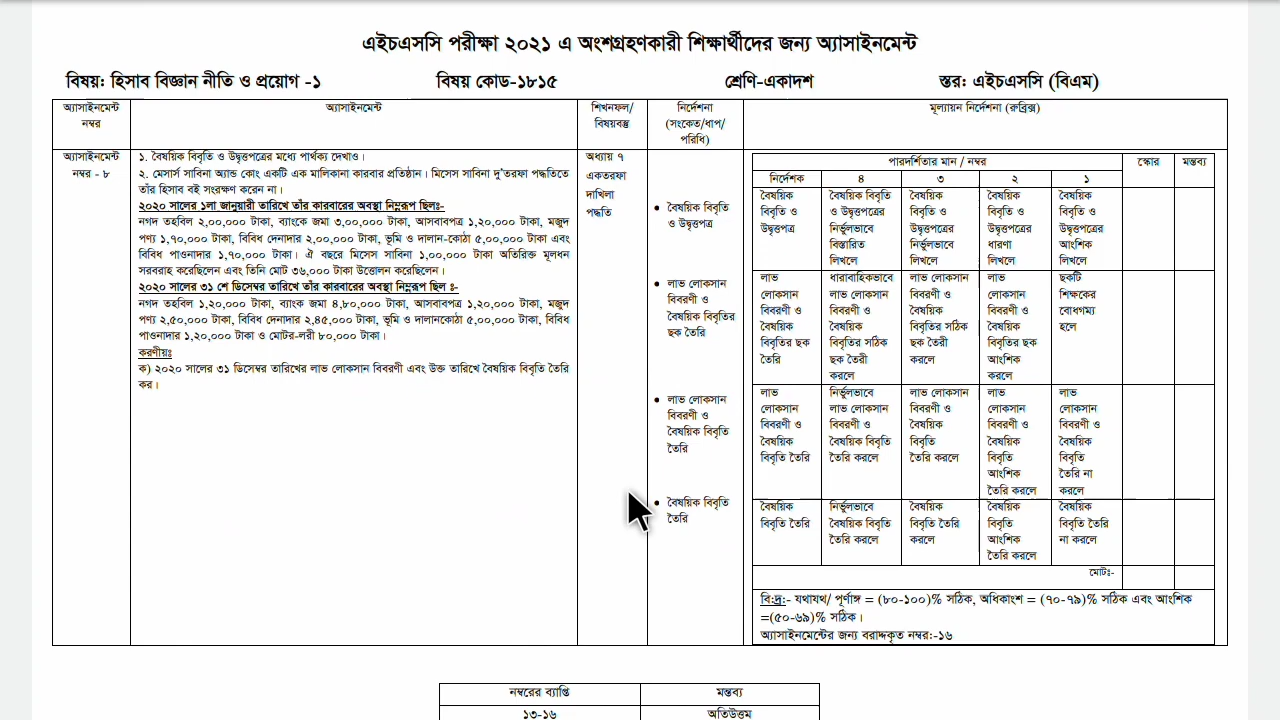 এইচএসসি পরীক্ষা ২০২১ এ অংশগ্রহণকারী শিক্ষার্থীদের জন্য অ্যাসাইনমেন্ট
বিষয়: হিসাব বিজ্ঞান নীতি ও প্রয়োগ -১ বিষয় কোড-১৮১৫ শ্রেণি-একাদশ স্তর: এইচএসসি (বিএম)
অ্যাসাইনমেন্ট
নম্বর
অ্যাসাইনমেন্ট
শিখনফল/
বিষয়বস্তু
নির্দেশনা
(সংকেত/ধাপ/
পরিধি)
মূল্যায়ন নির্দেশনা (রুব্রিক্স)
অ্যাসাইনমেন্ট
নম্বর - ৮
১. বৈষয়িক বিবৃতি ও উদ্বৃত্তপত্রের মধ্যে পার্থক্য দেখাও।
২. মেসার্স সাবিনা অ্যান্ড কোং একটি এক মালিকানা কারবার প্রতিষ্ঠান। মিসেস সাবিনা দু'তরফা পদ্ধতিতে
তাঁর হিসাব বই সংরক্ষণ করেন না।
২০২০ সালের ১লা জানুয়ারী তারিখে তাঁর কারবারের অবস্থা নিম্নরূপ ছিলঃ-
নগদ তহবিল ২,০০,০০০ টাকা, ব্যাংকে জমা ৩,০০,০০০ টাকা, আসবাবপত্র ১,২০,০০০ টাকা, মজুদ
পণ্য ১,৭০,০০০ টাকা, বিবিধ দেনাদার ২,০০,০০০ টাকা, ভূমি ও দালান-কোঠা ৫,০০,০০০ টাকা এবং
বিবিধ পাওনাদার ১,৭০,০০০ টাকা। ঐ বছরে মিসেস সাবিনা ১,০০,০০০ টাকা অতিরিক্ত মূলধন
সরবরাহ করেছিলেন এবং তিনি মোট ৩৬,০০০ টাকা উত্তোলন করেছিলেন।
২০২০ সালের ৩১ শে ডিসেম্বর তারিখে তাঁর কারবারের অবস্থা নিম্নরূপ ছিল ঃ-
নগদ তহবিল ১,২০,০০০ টাকা, ব্যাংক জমা ৪,৮০,০০০ টাকা, আসবাবপত্র ১,২০,০০০ টাকা, মজুদ
পণ্য ২,৫০,০০০ টাকা, বিবিধ দেনাদার ২,৪৫,০০০ টাকা, ভূমি ও দালানকোঠা ৫,০০,০০০ টাকা, বিবিধ
পাওনাদার ১,২০,০০০ টাকা ও মোটর-লরী ৮০,০০০ টাকা।
করণীয়ঃ
ক) ২০২০ সালের ৩১ ডিসেম্বর তারিখের লাভ লোকসান বিবরণী এবং উক্ত তারিখে বৈষয়িক বিবৃতি তৈরি
কর।
অধ্যায় ৭
একতরফা
দাখিলা
পদ্ধতি
• বৈষয়িক বিবৃতি
ও উদ্বৃত্তপত্র
• লাভ লোকসান
বিবরণী ও
বৈষয়িক বিবৃতির
ছক তৈরি
• লাভ লোকসান
বিবরণী ও
বৈষয়িক বিবৃতি
তৈরি
• বৈষয়িক বিবৃতি
তৈরি
পারদর্শিতার মান / নম্বর স্কোর মন্তব্য
নির্দেশক ৪ ৩ ২ ১
বৈষয়িক
বিবৃতি ও
উদ্বৃত্তপত্র
বৈষয়িক বিবৃতি
ও উদ্বৃত্তপত্রের
নির্ভুলভাবে
বিস্তারিত
লিখলে
বৈষয়িক
বিবৃতি ও
উদ্বৃত্তপত্রের
নির্ভুলভাবে
লিখলে
বৈষয়িক
বিবৃতি ও
উদ্বৃত্তপত্রের
ধারণা
লিখলে
বৈষয়িক
বিবৃতি ও
উদ্বৃত্তপত্রের
আংশিক
লিখলে
লাভ
লোকসান
বিবরণী ও
বৈষয়িক
বিবৃতির ছক
তৈরি
ধারাবাহিকভাবে
লাভ লোকসান
বিবরণী ও
বৈষয়িক
বিবৃতির সঠিক
ছক তৈরী
করলে
লাভ লোকসান
বিবরণী ও
বৈষয়িক
বিবৃতির সঠিক
ছক তৈরী
করলে
লাভ
লোকসান
বিবরণী ও
বৈষয়িক
বিবৃতির ছক
আংশিক
করলে
ছকটি
শিক্ষকের
বোধগম্য
হলে
লাভ
লোকসান
বিবরণী ও
বৈষয়িক
বিবৃতি তৈরি
নির্ভুলভাবে
লাভ লোকসান
বিবরণী ও
বৈষয়িক বিবৃতি
তৈরি করলে
লাভ লোকসান
বিবরণী ও
বৈষয়িক
বিবৃতি
তৈরি করলে
লাভ
লোকসান
বিবরণী ও
বৈষয়িক
বিবৃতি
আংশিক
তৈরি করলে
লাভ
লোকসান
বিবরণী ও
বৈষয়িক
বিবৃতি
তৈরি না
করলে
বৈষয়িক
বিবৃতি তৈরি
নির্ভুলভাবে
বৈষয়িক বিবৃতি
তৈরি করলে
বৈষয়িক
বিবৃতি তৈরি
করলে
বৈষয়িক
বিবৃতি
আংশিক
তৈরি করলে
বৈষয়িক
বিবৃতি তৈরি
না করলে
মোটঃ-
বি:দ্র:- যথাযথ/ পূর্ণাঙ্গ = (৮০-১০০)% সঠিক, অধিকাংশ = (৭০-৭৯)% সঠিক এবং আংশিক
=(৫০-৬৯)% সঠিক।
অ্যাসাইনমেন্টের জন্য বরাদ্দকৃত নম্বর:-১৬
নম্বরের ব্যাপ্তি মন্তব্য
১৩-১৬ অতিউত্তম